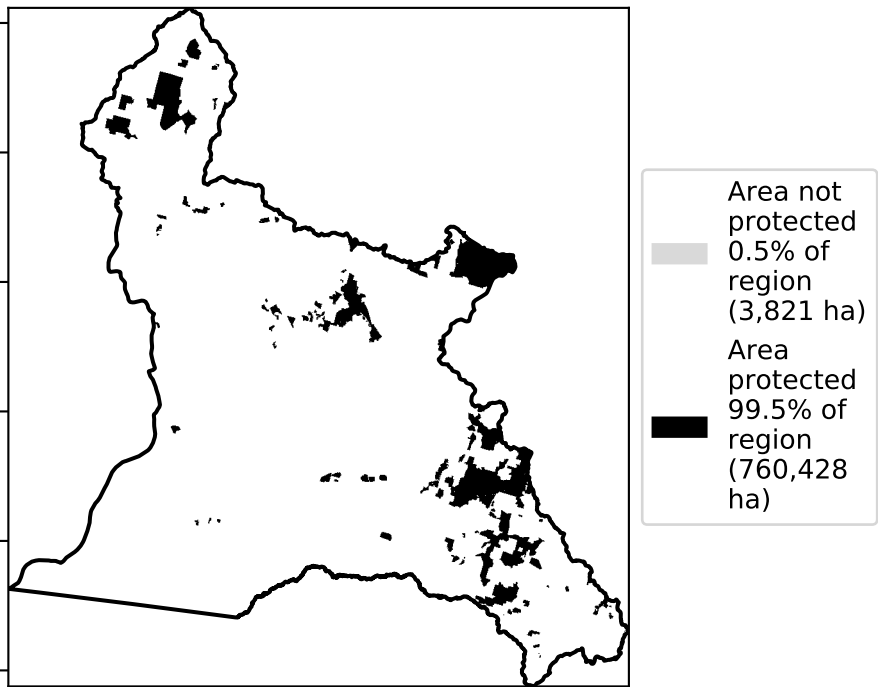 Area not
protected
0.5% of
region
(3,821 ha)
Area
protected
99.5% of
region
(760,428
ha)